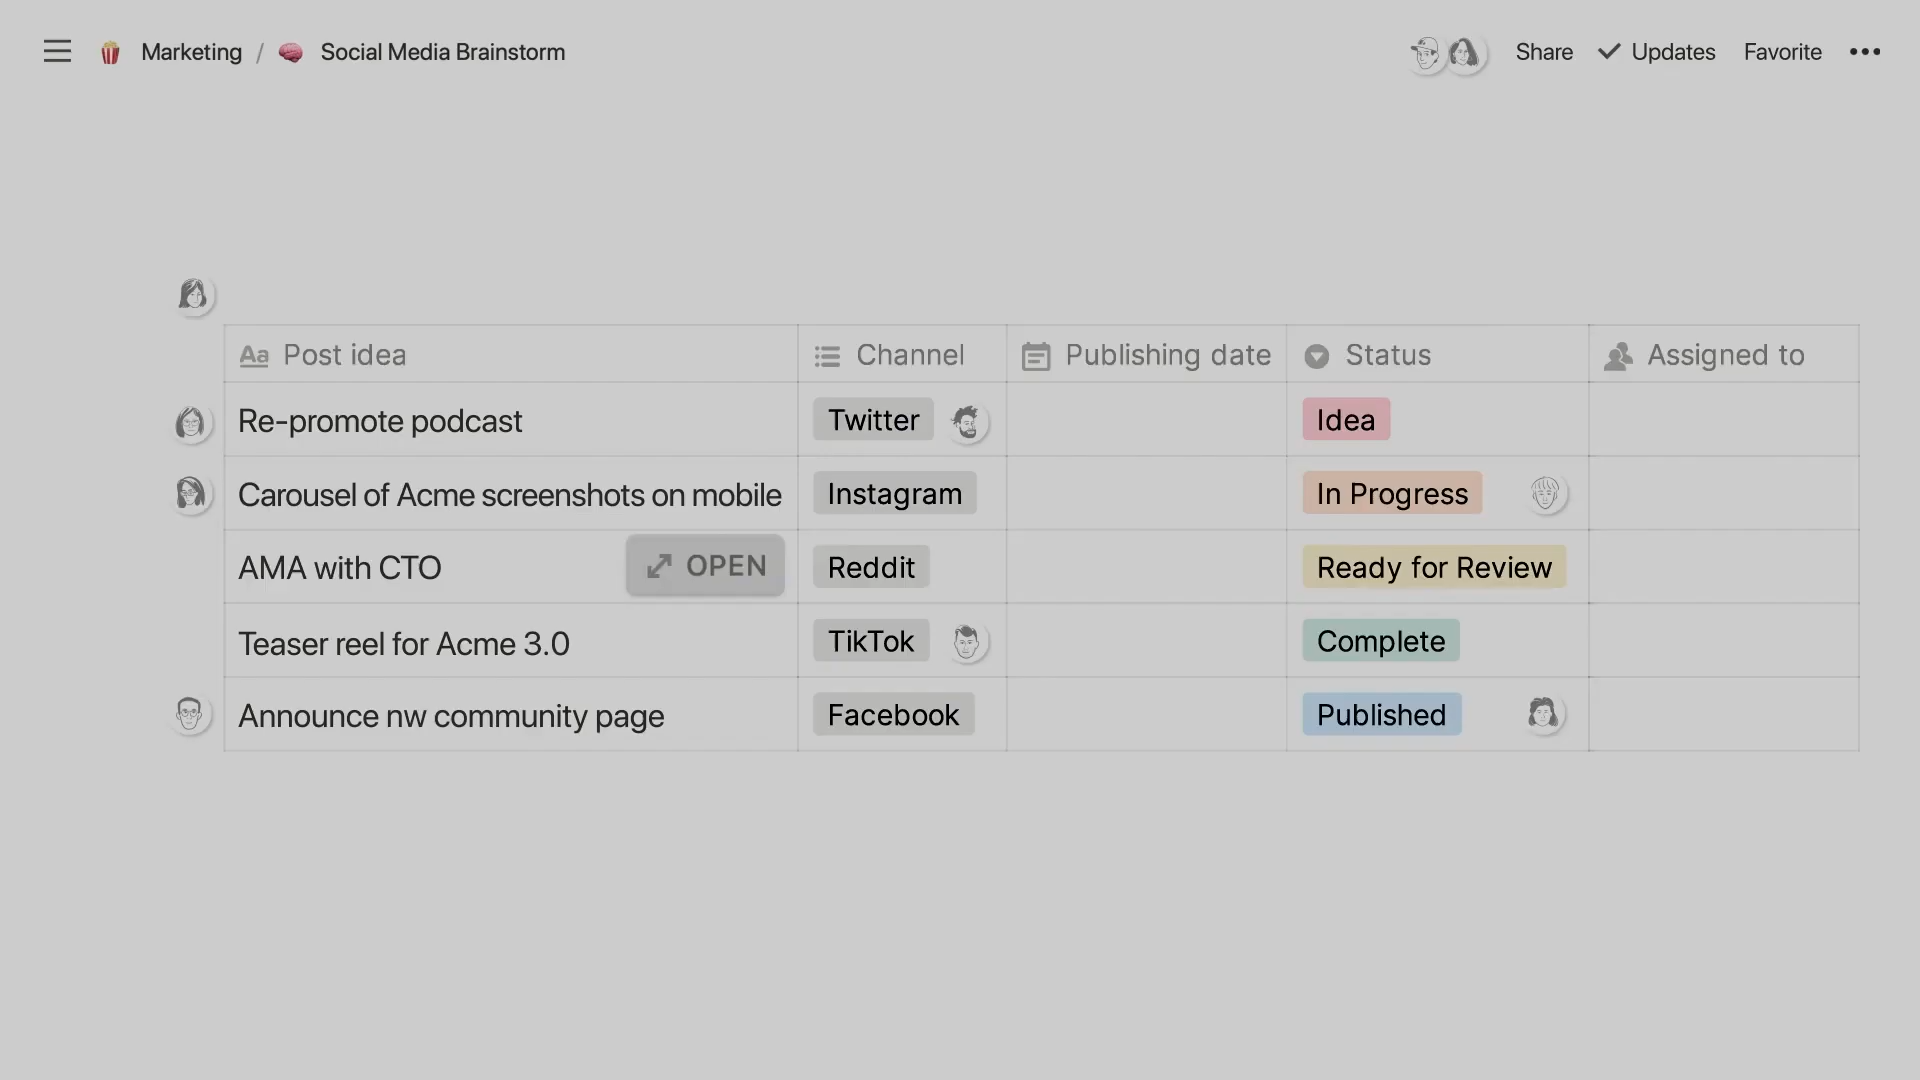 Marketing / Social Media Brainstorm
Share Updates Favorite
Aa Post idea Channel Publishing date Status Assigned to
Re-promote podcast Twitter Idea
Carousel of Acme screenshots on mobile Instagram In Progress
AMA with CTO OPEN Reddit Ready for Review
Teaser reel for Acme 3.0 TikTok Complete
Announce nw community page Facebook Published